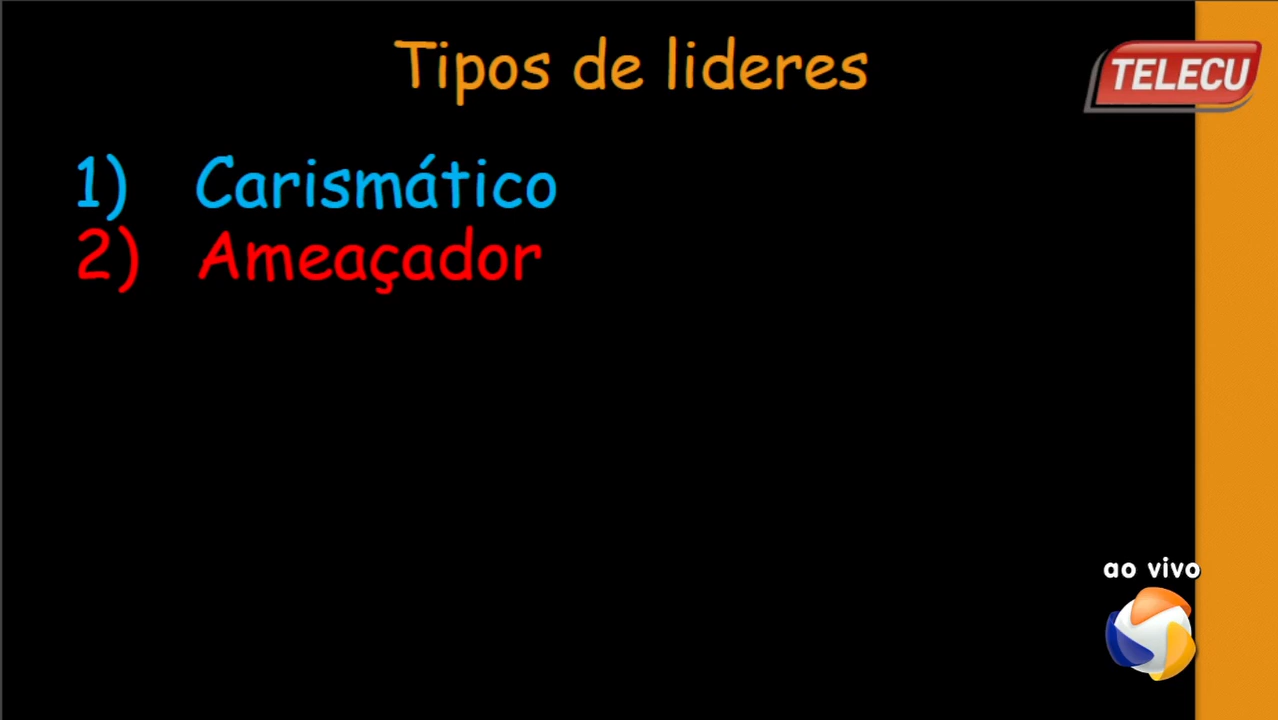 Tipos de lideres
TELECU
1) Carismático
2) Ameaçador
ao vivo